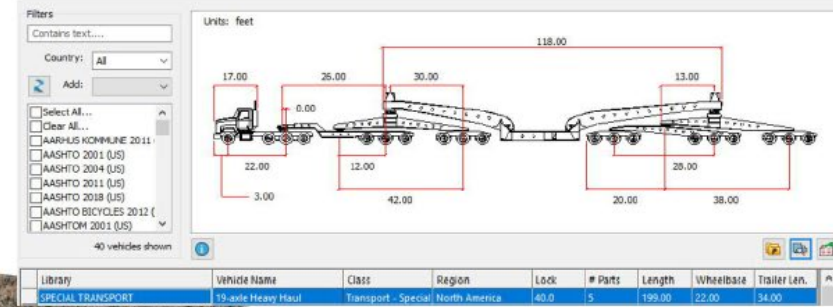 Filters
Contains text....
Country: All
Add:
Select All...
Clear All...
AARHUS KOMMUNE 2011
AASHTO 2001 (US)
AASHTO 2004 (US)
AASHTO 2011 (US)
AASHTO 2018 (US)
AASHTO BICYCLES 2012 (
AASHTOM 2001 (US)
40 vehicles shown
Units: feet
118.00
17.00 26.00 30.00 13.00
0.00
22.00 12.00 28.00
3.00 42.00 20.00 38.00
Library Vehicle Name Class Region Lock # Parts Length Wheelbase Trailer Len.
SPECIAL TRANSPORT 19-axle Heavy Haul Transport - Special North America 40.0 5 199.00 22.00 34.00